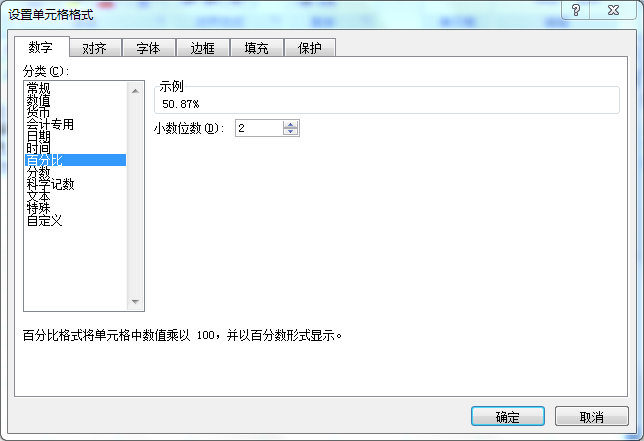 设置单元格格式
数字 对齐 字体 边框 填充 保护
分类(C):
常规
数值
货币
会计专用
日期
时间
百分比
分数
科学记数
文本
特殊
自定义
示例
50.87%
小数位数(D): 2
百分比格式将单元格中数值乘以 100，并以百分数形式显示。
确定 取消